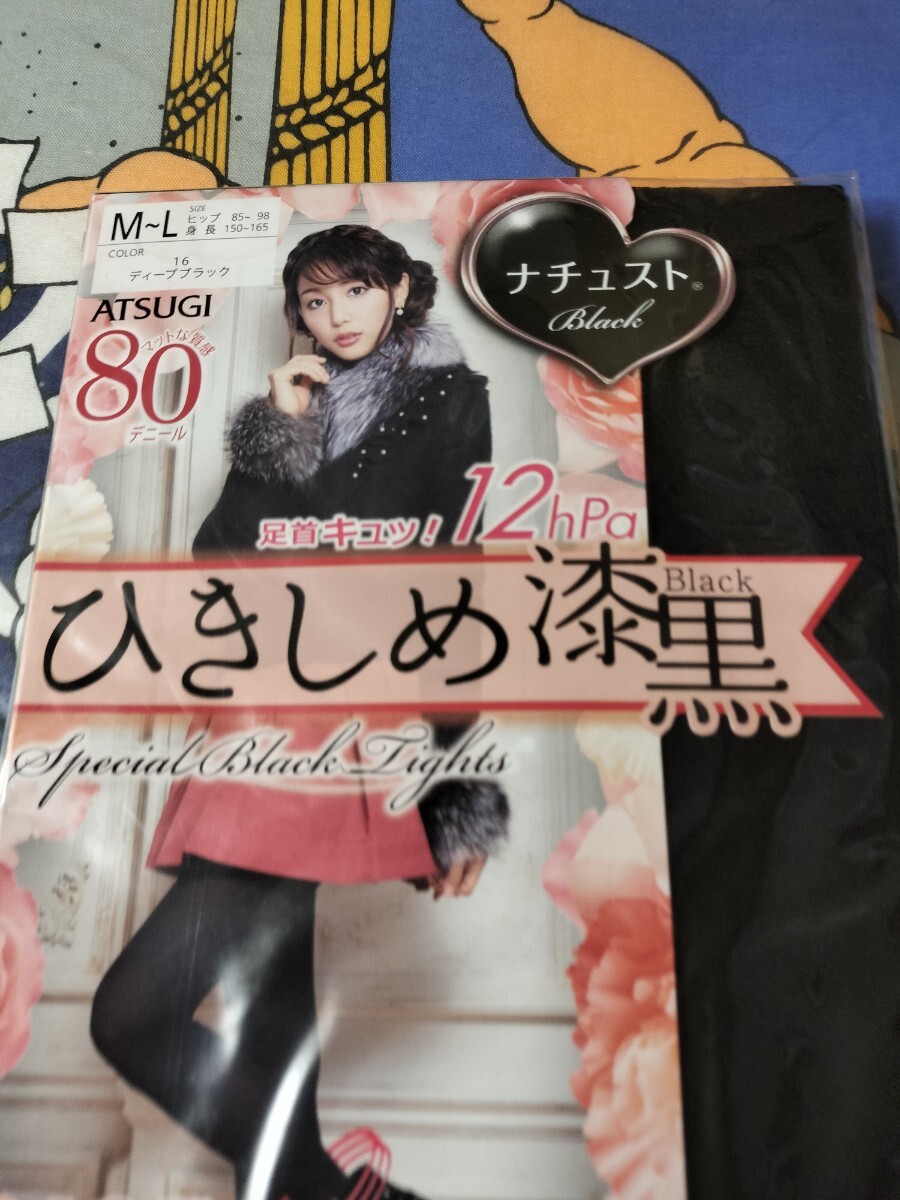 M~L
SIZE
ヒップ 85~ 98
身長 150~165
COLOR
16
ディープブラック
ATSUGI
80
マットな質感
デニール
ナチュスト®
Black
足首キュッ! 12hPa
ひきしめ漆黒
Black
Special Black Tights